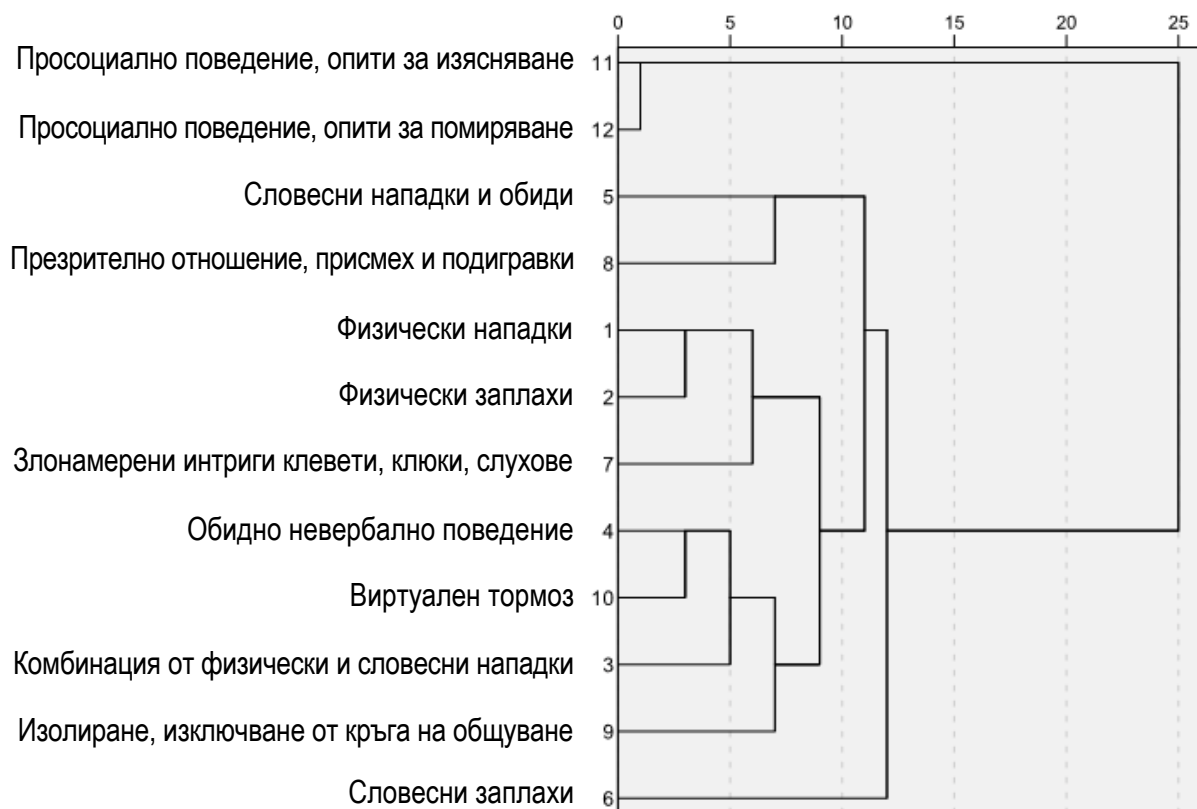 0 5 10 15 20 25
Просоциално поведение, опити за изясняване 11
Просоциално поведение, опити за помиряване 12
Словесни нападки и обиди 5
Презрително отношение, присмех и подигравки 8
Физически нападки 1
Физически заплахи 2
Злонамерени интриги клевети, клюки, слухове 7
Обидно невербално поведение 4
Виртуален тормоз 10
Комбинация от физически и словесни нападки 3
Изолиране, изключване от кръга на общуване 9
Словесни заплахи 6